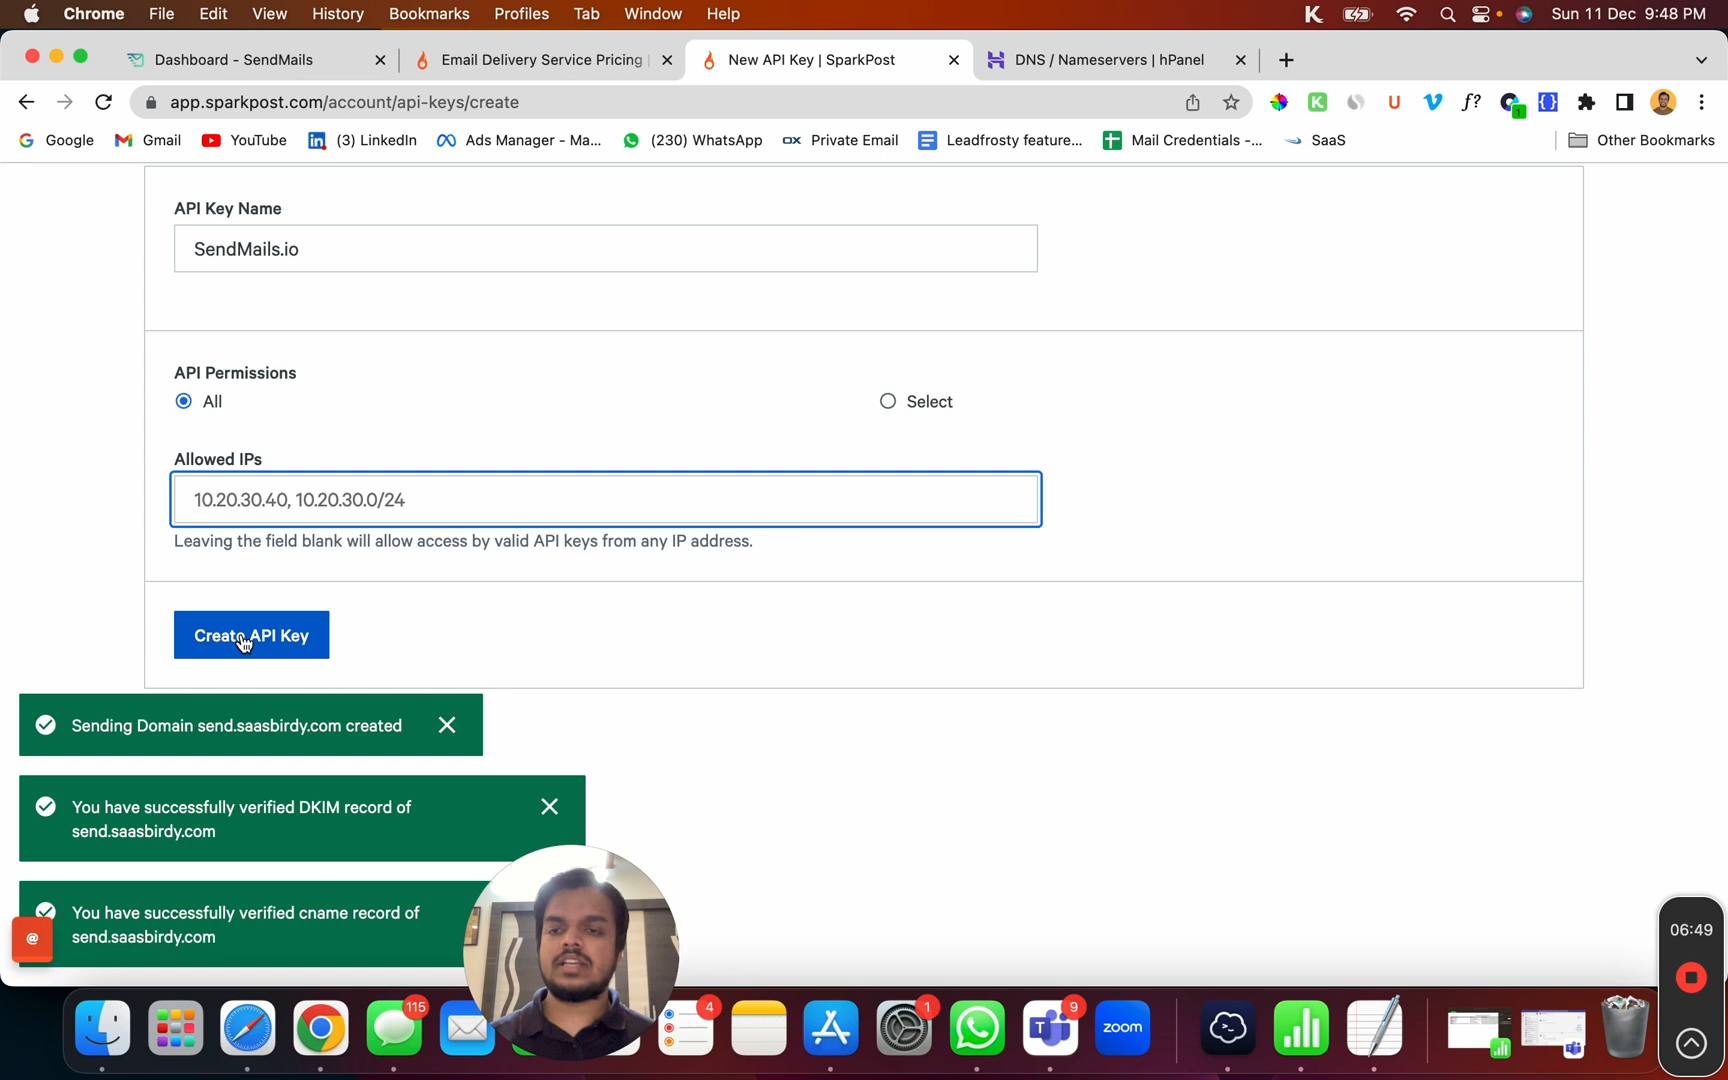 Chrome File Edit View History Bookmarks Profiles Tab Window Help Sun 11 Dec 9:48 PM
Dashboard - SendMails Email Delivery Service Pricing New API Key | SparkPost DNS / Nameservers | hPanel
app.sparkpost.com/account/api-keys/create
Google Gmail YouTube (3) LinkedIn Ads Manager - Ma... (230) WhatsApp Private Email Leadfrosty feature... Mail Credentials -... SaaS Other Bookmarks
API Key Name
SendMails.io
API Permissions
All Select
Allowed IPs
10.20.30.40, 10.20.30.0/24
Leaving the field blank will allow access by valid API keys from any IP address.
Create API Key
Sending Domain send.saasbirdy.com created
You have successfully verified DKIM record of
send.saasbirdy.com
You have successfully verified cname record of
send.saasbirdy.com
@
06:49
115 4 1 9
zoom